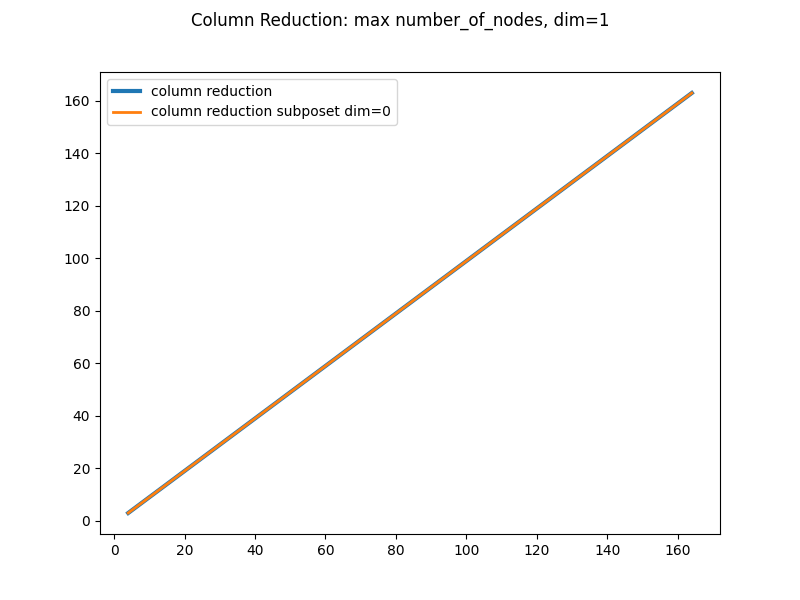 Column Reduction: max number_of_nodes, dim=1
column reduction
column reduction subposet dim=0
160
140
120
100
80
60
40
20
0
0 20 40 60 80 100 120 140 160